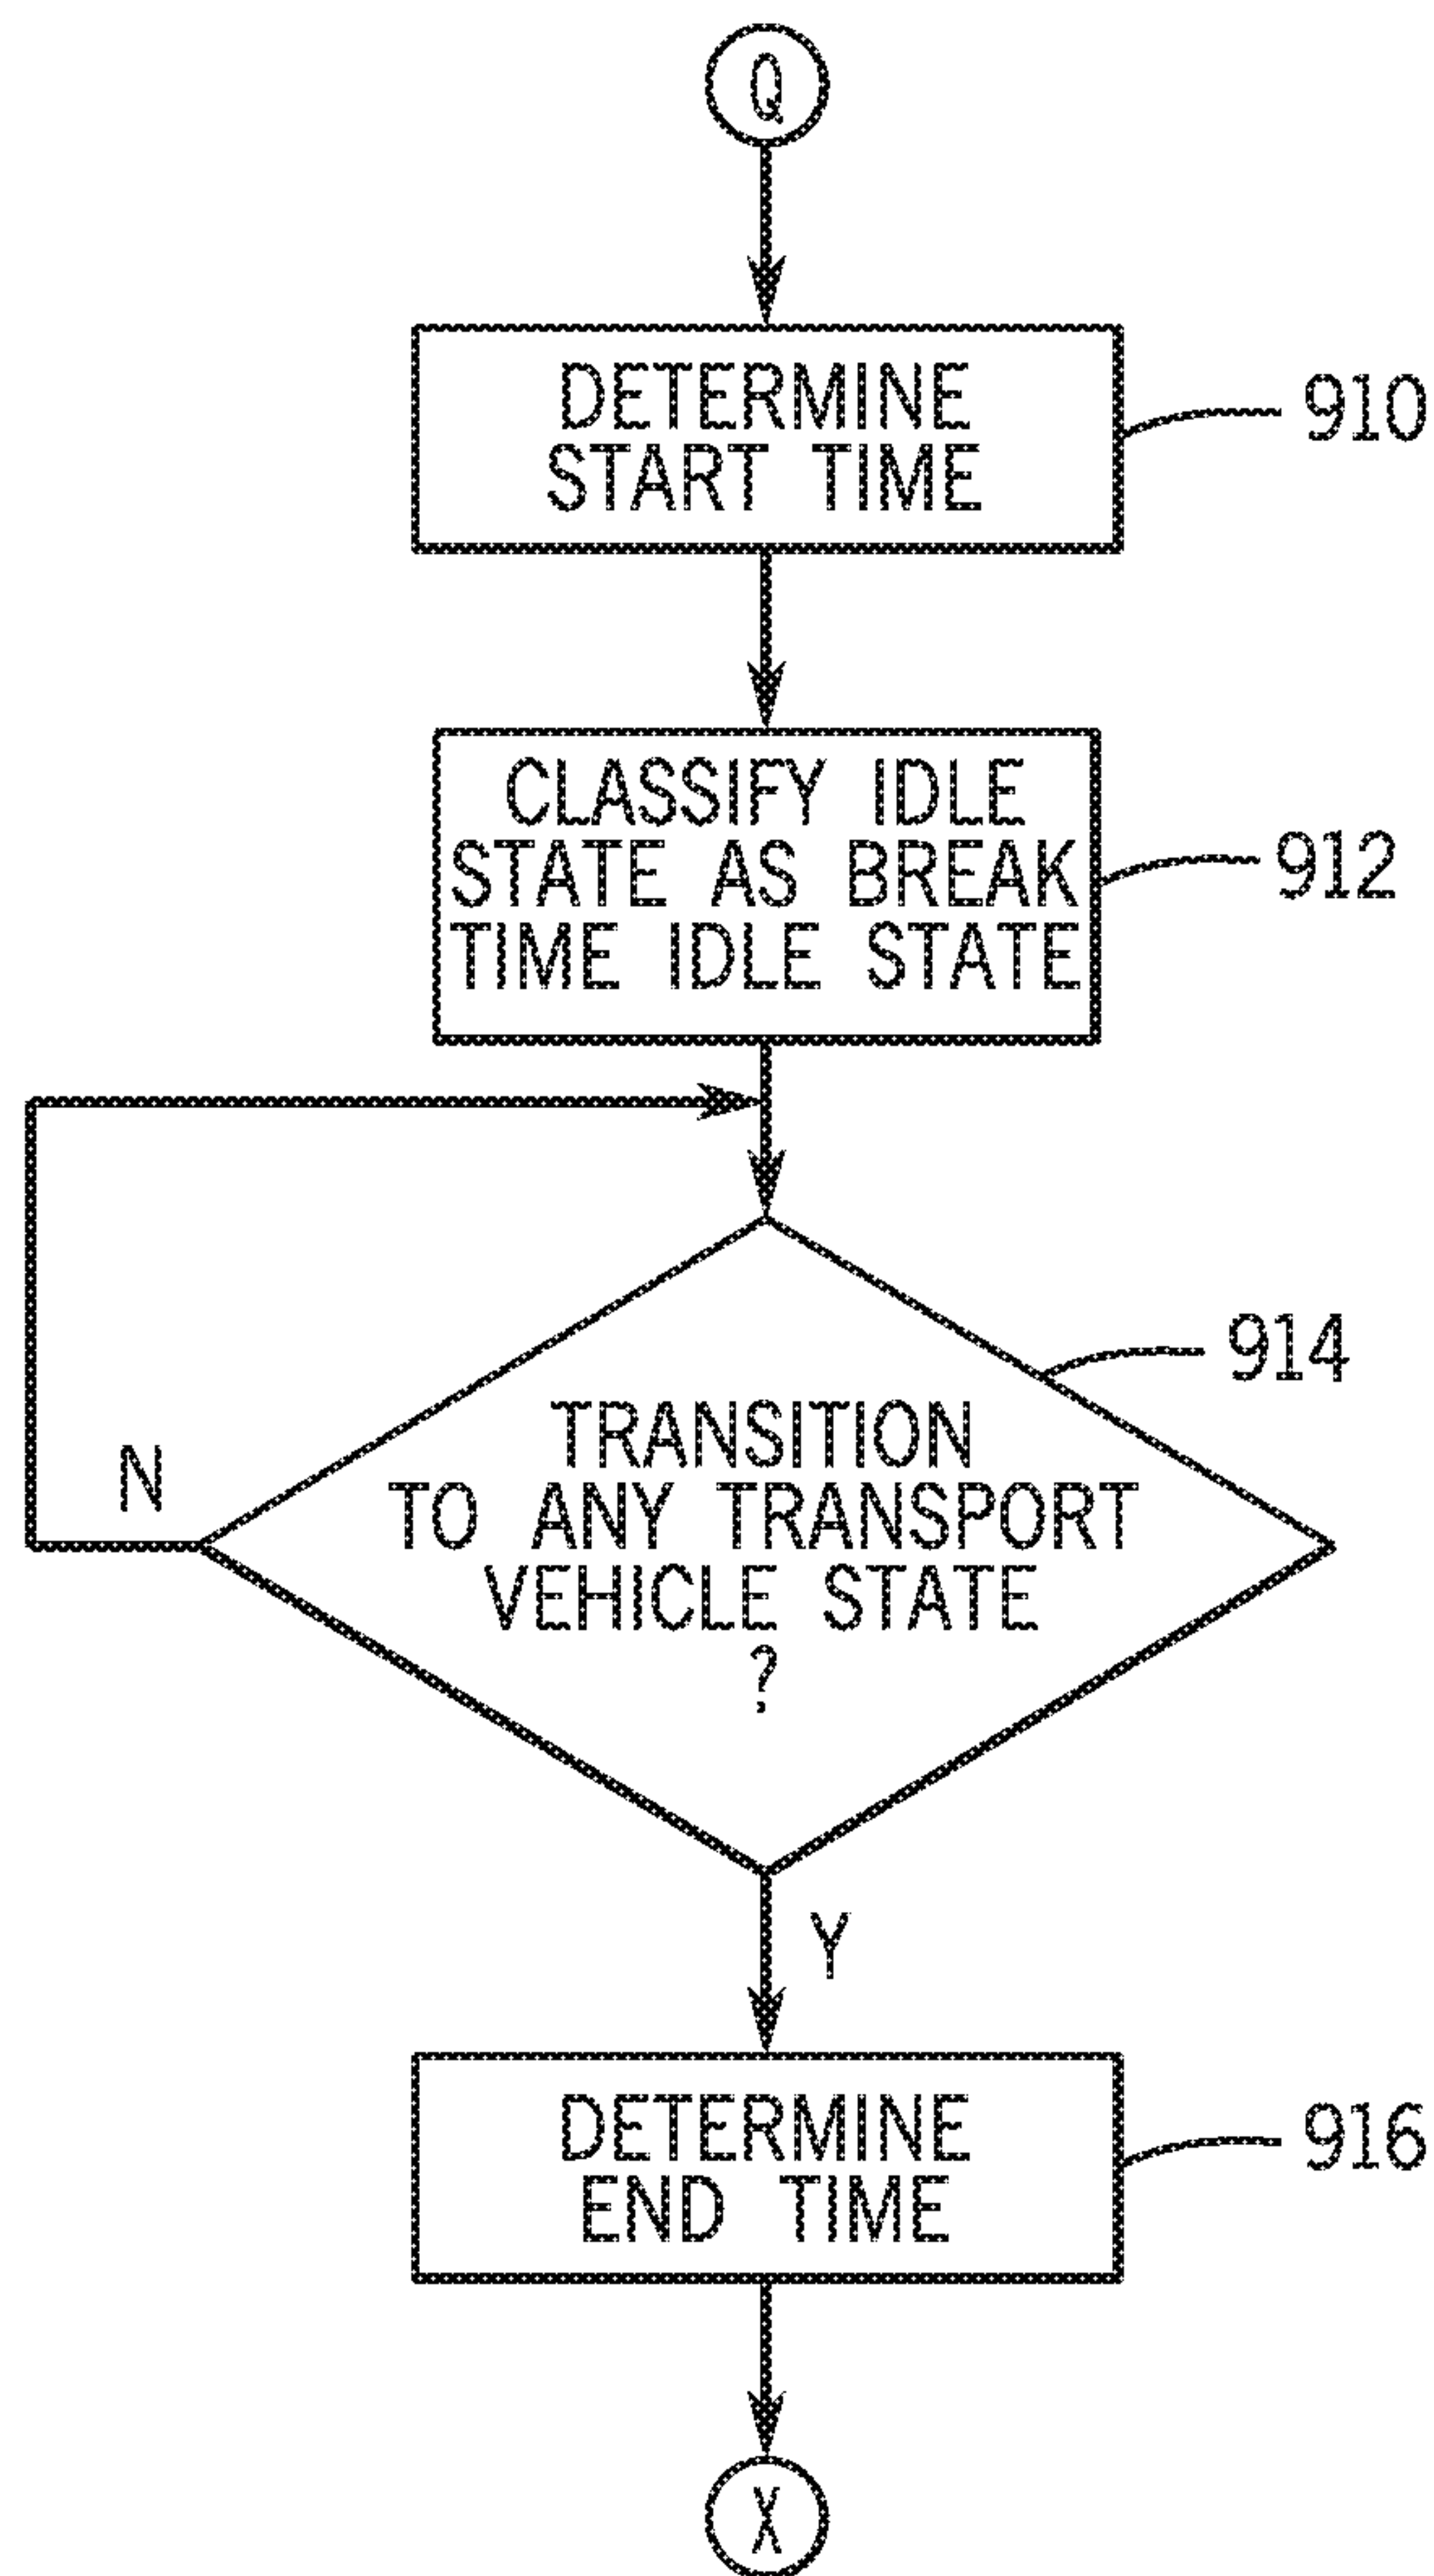 Q
DETERMINE
START TIME
910
CLASSIFY IDLE
STATE AS BREAK
TIME IDLE STATE
912
914
TRANSITION
TO ANY TRANSPORT
VEHICLE STATE
?
N
Y
DETERMINE
END TIME
916
X